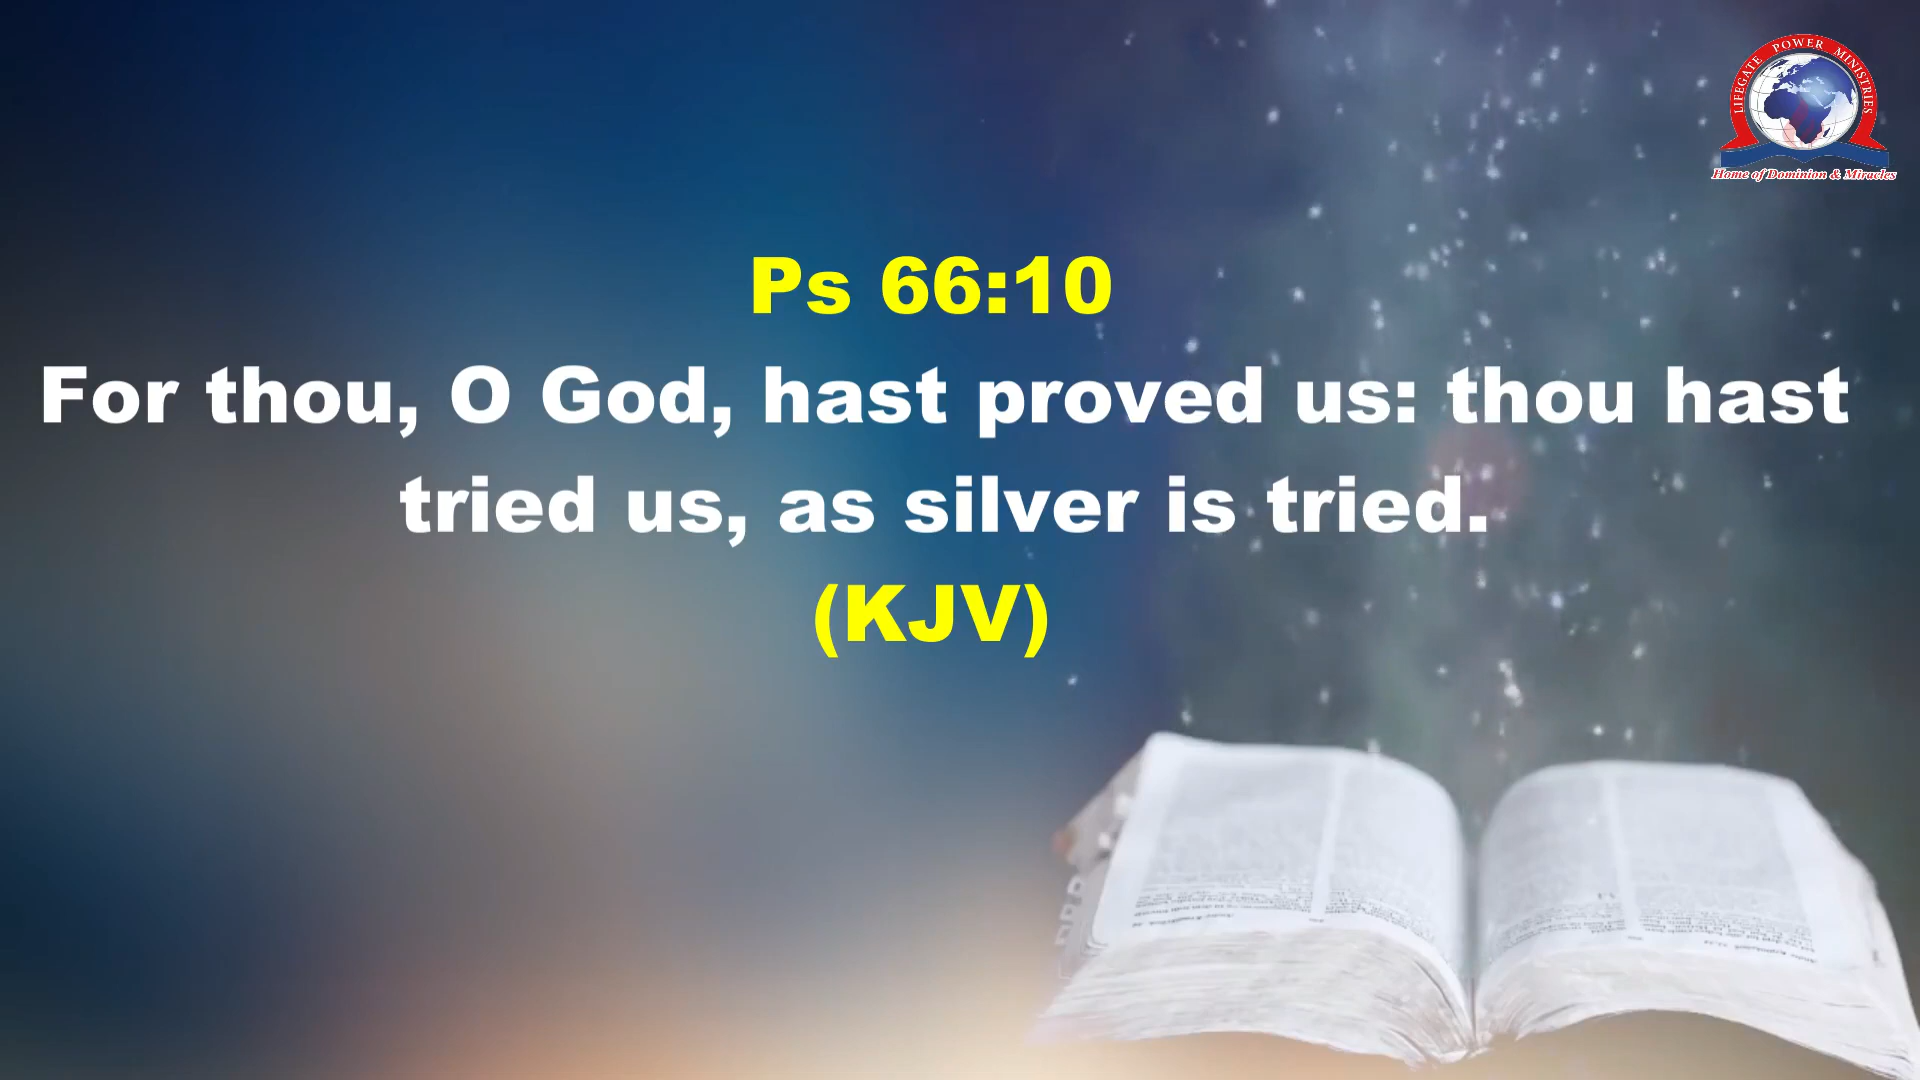 LIFEGATE POWER MINISTRIES
Home of Dominion & Miracles
Ps 66:10
For thou, O God, hast proved us: thou hast
tried us, as silver is tried.
(KJV)